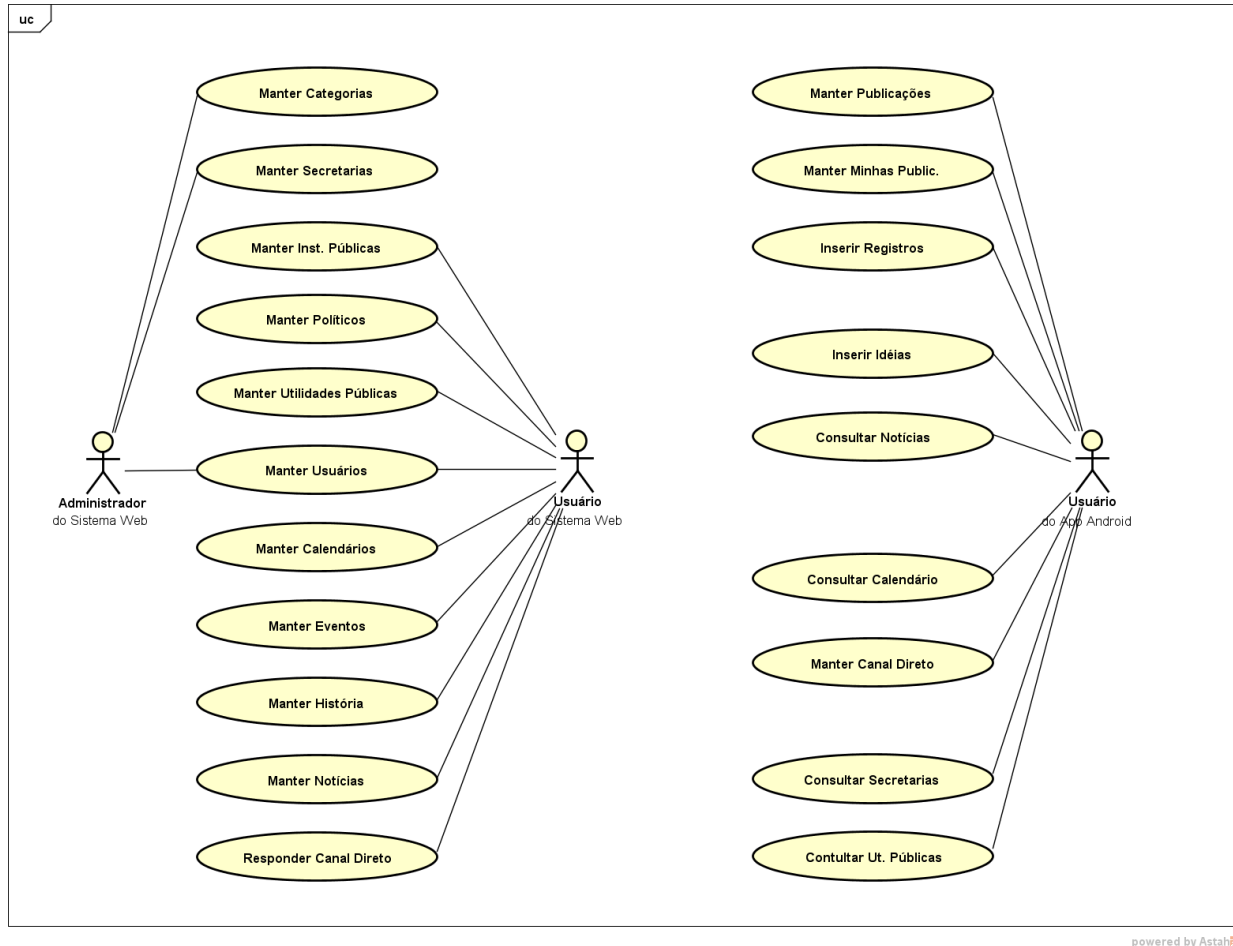 uc
Manter Categorias
Manter Secretarias
Manter Inst. Públicas
Manter Políticos
Manter Utilidades Públicas
Manter Usuários
Manter Calendários
Manter Eventos
Manter História
Manter Notícias
Responder Canal Direto
Administrador
do Sistema Web
Usuário
do Sistema Web
Manter Publicações
Manter Minhas Public.
Inserir Registros
Inserir Idéias
Consultar Notícias
Consultar Calendário
Manter Canal Direto
Consultar Secretarias
Contultar Ut. Públicas
Usuário
do App Android
powered by Astah